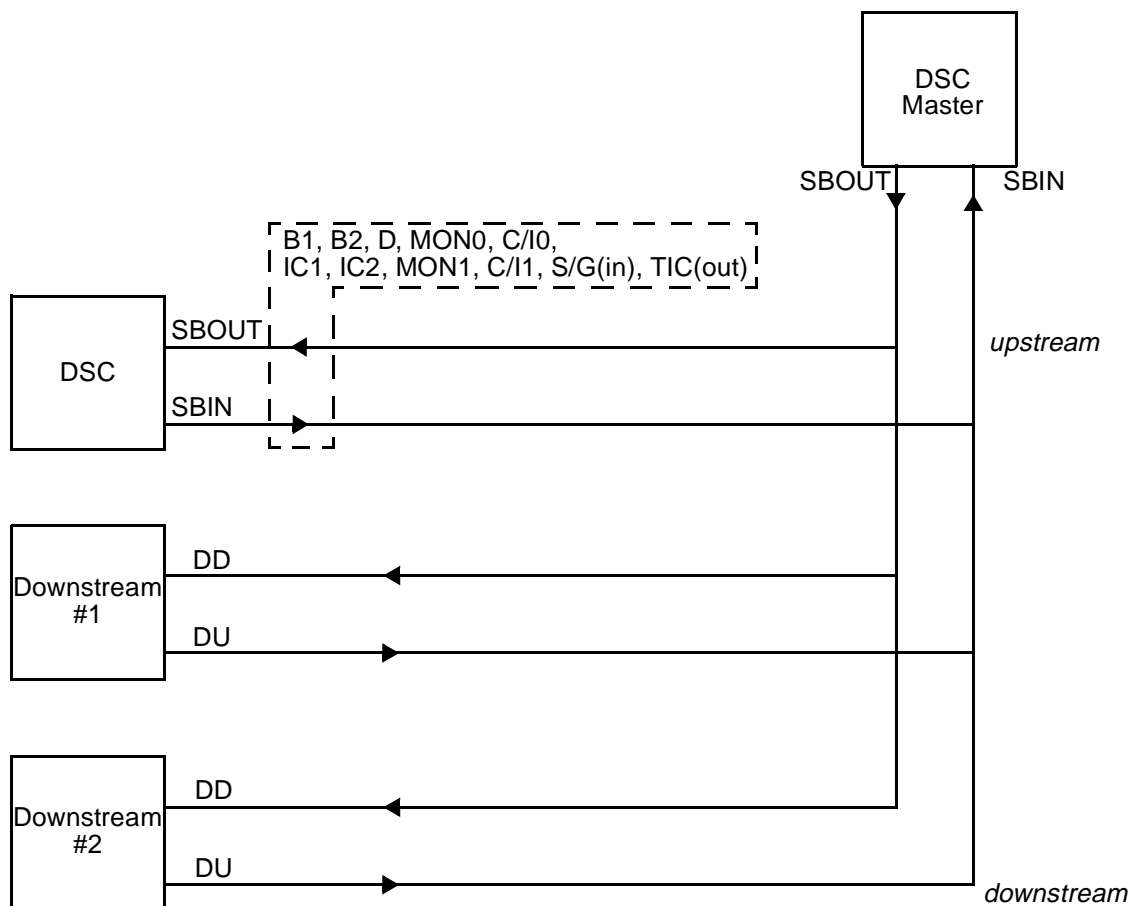 DSC
Master
SBOUT
SBIN
B1, B2, D, MON0, C/I0,
IC1, IC2, MON1, C/I1, S/G(in), TIC(out)
SBOUT
upstream
DSC
SBIN
DD
Downstream
#1
DU
DD
Downstream
#2
DU
downstream